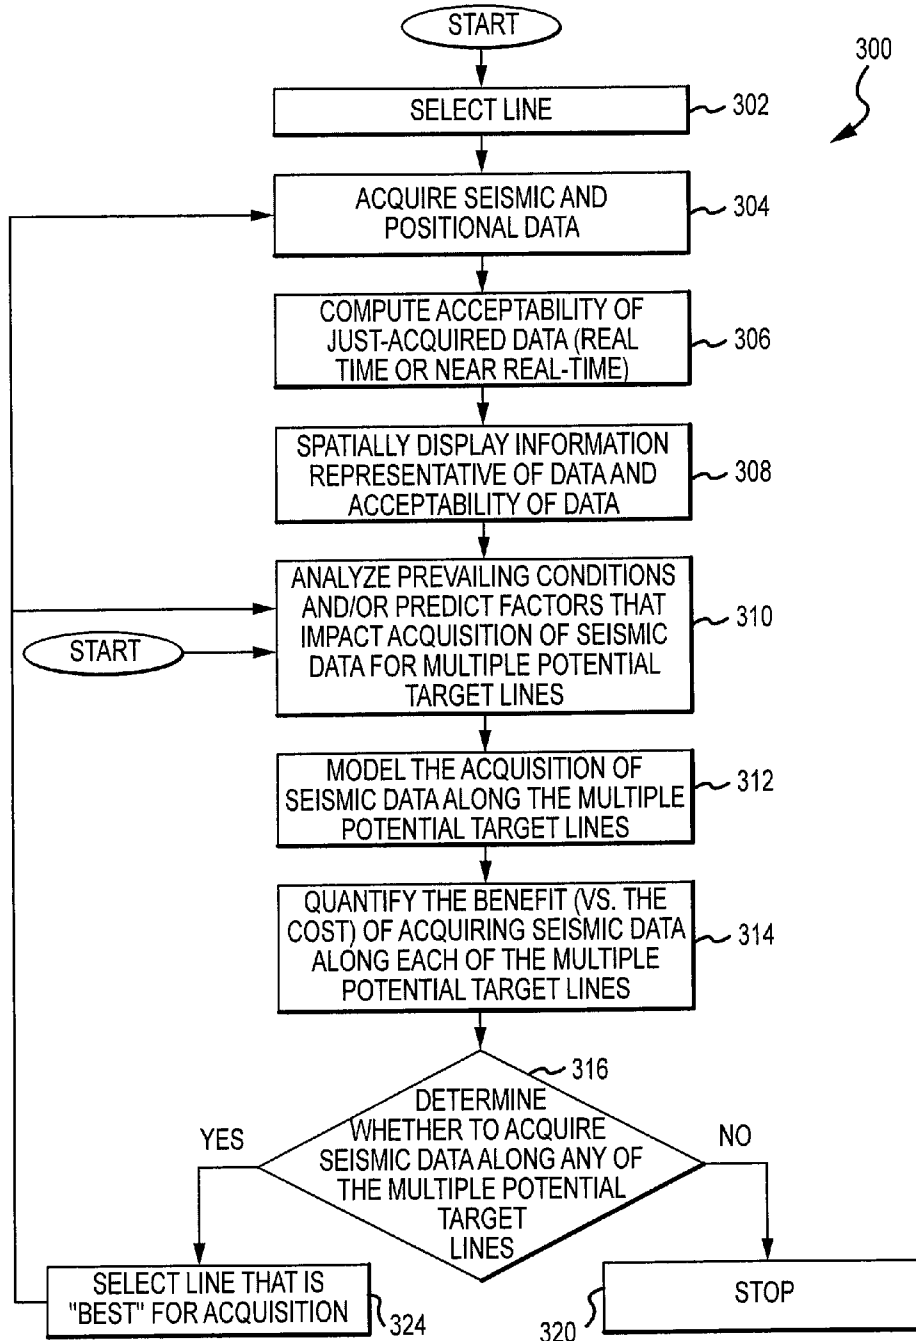 START
300
SELECT LINE
302
ACQUIRE SEISMIC AND
POSITIONAL DATA
304
COMPUTE ACCEPTABILITY OF
JUST-ACQUIRED DATA (REAL
TIME OR NEAR REAL-TIME)
306
SPATIALLY DISPLAY INFORMATION
REPRESENTATIVE OF DATA AND
ACCEPTABILITY OF DATA
308
ANALYZE PREVAILING CONDITIONS
AND/OR PREDICT FACTORS THAT
IMPACT ACQUISITION OF SEISMIC
DATA FOR MULTIPLE POTENTIAL
TARGET LINES
310
START
MODEL THE ACQUISITION OF
SEISMIC DATA ALONG THE MULTIPLE
POTENTIAL TARGET LINES
312
QUANTIFY THE BENEFIT (VS. THE
COST) OF ACQUIRING SEISMIC DATA
ALONG EACH OF THE MULTIPLE
POTENTIAL TARGET LINES
314
316
DETERMINE
WHETHER TO ACQUIRE
SEISMIC DATA ALONG ANY OF
THE MULTIPLE POTENTIAL
TARGET
LINES
YES
NO
SELECT LINE THAT IS
"BEST" FOR ACQUISITION
324
STOP
320